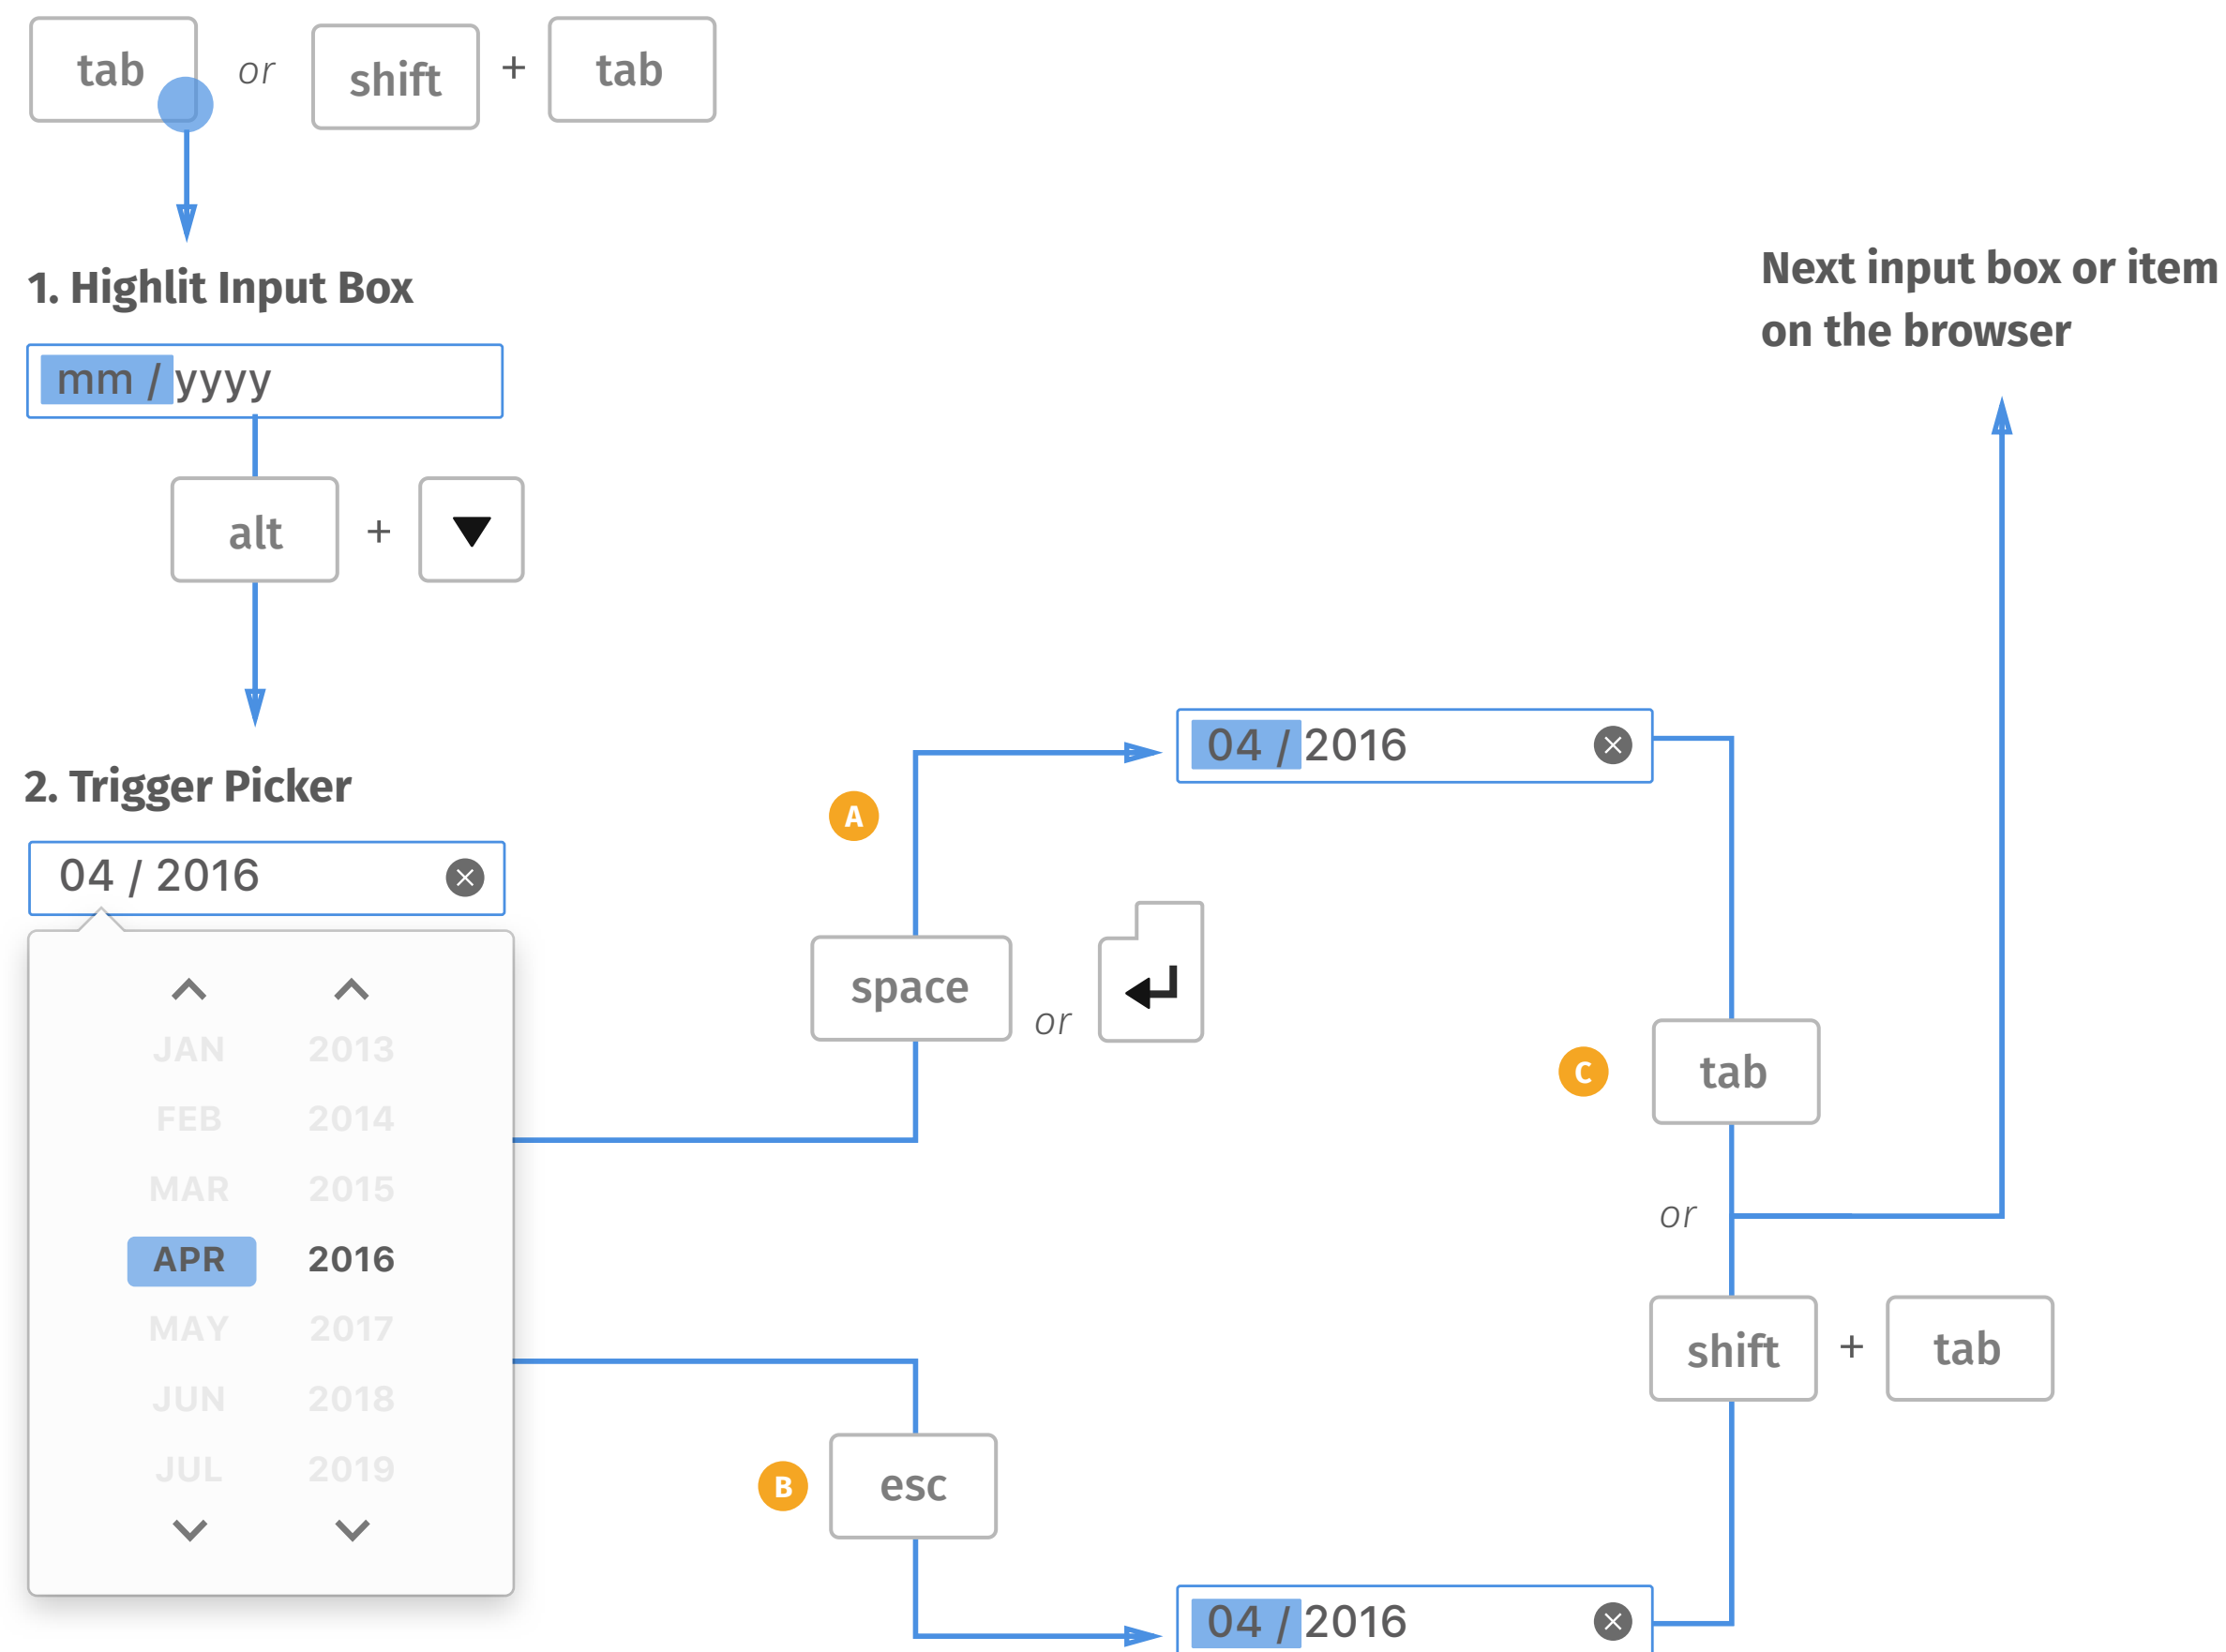 tab or shift + tab
1. Highlit Input Box
mm / yyyy
alt +
2. Trigger Picker
04 / 2016
JAN 2013
FEB 2014
MAR 2015
APR 2016
MAY 2017
JUN 2018
JUL 2019
A
space or
04 / 2016
B
esc
04 / 2016
C
tab
or
shift + tab
Next input box or item
on the browser